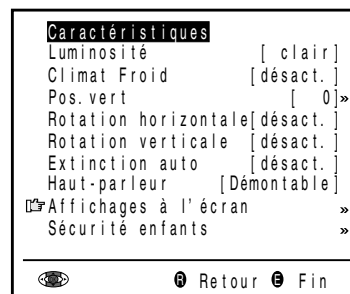 Caractéristiques
Luminosité [ clair]
Climat Froid [désact. ]
Pos. vert [ 0]»
Rotation horizontale[désact. ]
Rotation verticale [désact. ]
Extinction auto [désact. ]
Haut-parleur [Démontable]
Affichages à l'écran »
Sécurité enfants »
R Retour E Fin